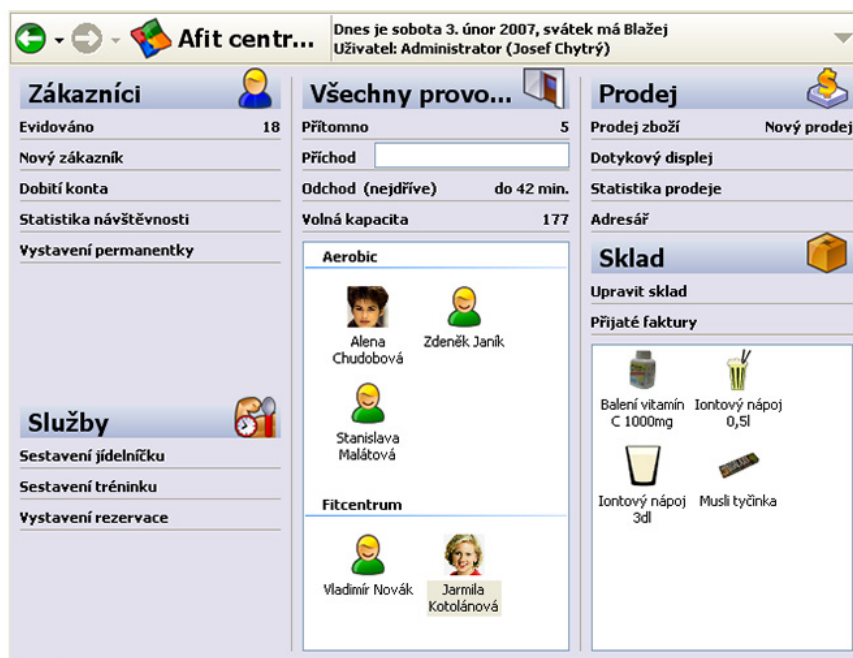 Afit centr...
Dnes je sobota 3. únor 2007, svátek má Blažej
Uživatel: Administrator (Josef Chytrý)
Zákazníci
Evidováno 18
Nový zákazník
Dobití konta
Statistika návštěvnosti
Vystavení permanentky
Služby
Sestavení jídelníčku
Sestavení tréninku
Vystavení rezervace
Všechny provo...
Přítomno 5
Příchod
Odchod (nejdříve) do 42 min.
Volná kapacita 177
Aerobic
Alena
Chudobová
Zdeněk Janík
Stanislava
Malátová
Fitcentrum
Vladimír Novák
Jarmila
Kotolánová
Prodej
Prodej zboží Nový prodej
Dotykový displej
Statistika prodeje
Adresář
Sklad
Upravit sklad
Přijaté faktury
Balení vitamín
C 1000mg
Iontový nápoj
0,5l
Iontový nápoj
3dl
Musli tyčinka